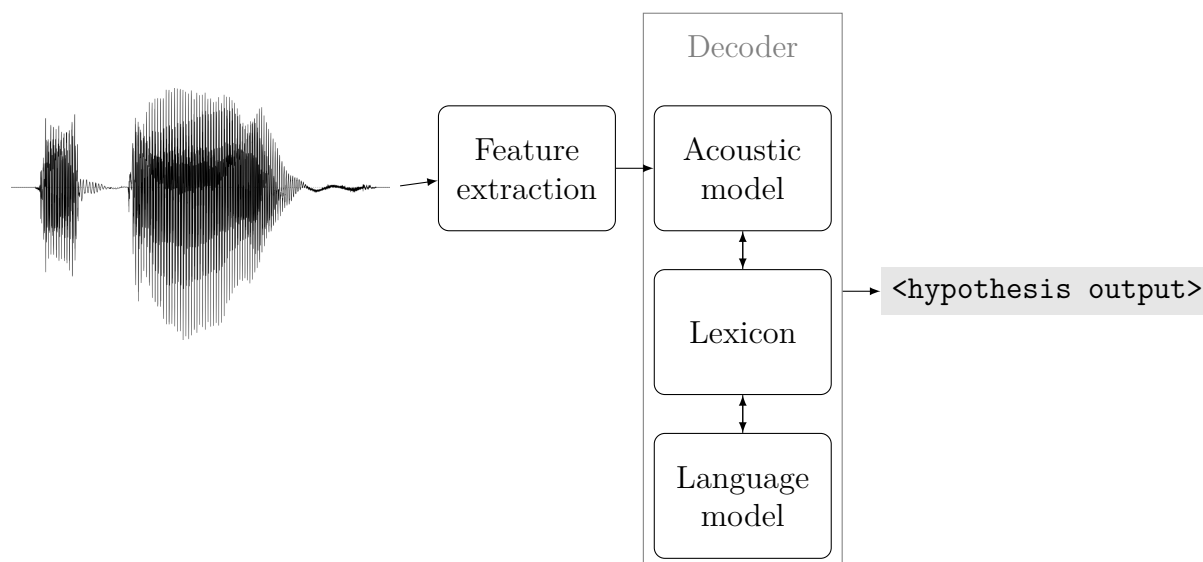 Decoder
Feature
extraction
Acoustic
model
Lexicon
<hypothesis output>
Language
model